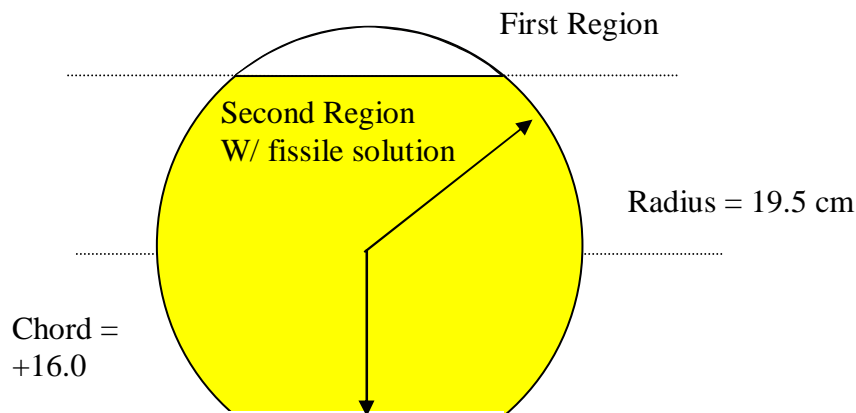 First Region
Second Region
W/ fissile solution
Radius = 19.5 cm
Chord =
+16.0